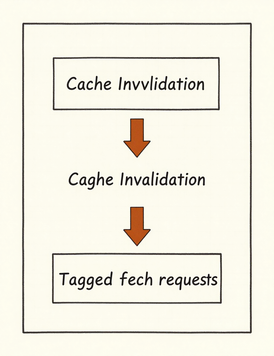 Cache Invvlidation
Caghe Invalidation
Tagged fech requests